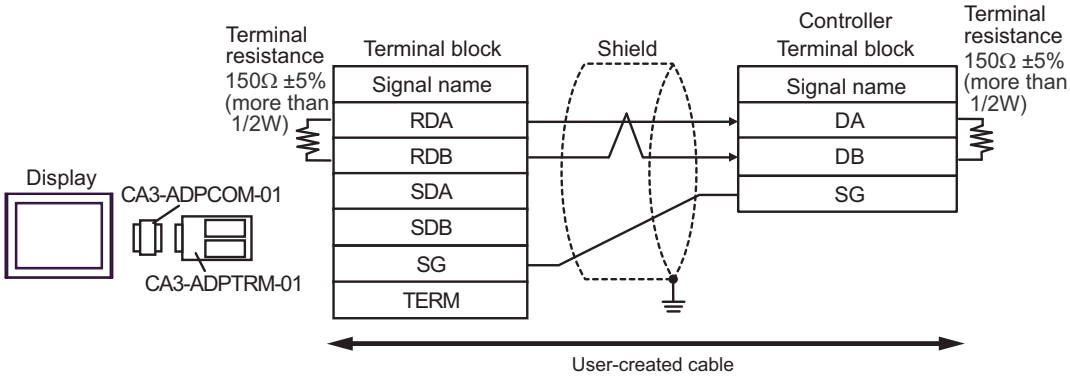 Terminal
resistance
150Ω ±5%
(more than
1/2W)
Terminal block
Signal name
RDA
RDB
SDA
SDB
SG
TERM
Shield
Controller
Terminal block
Signal name
DA
DB
SG
Terminal
resistance
150Ω ±5%
(more than
1/2W)
Display
CA3-ADPCOM-01
CA3-ADPTRM-01
User-created cable